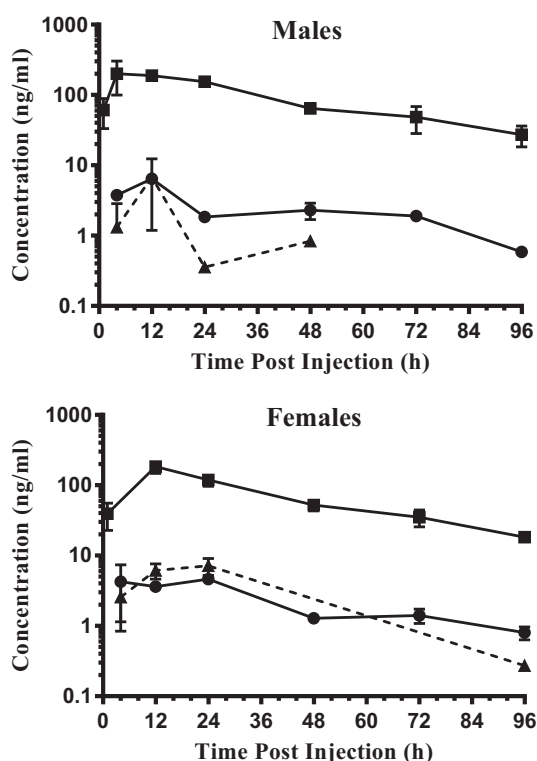 Males
Concentration (ng/ml)
1000
100
10
1
0.1
0 12 24 36 48 60 72 84 96
Time Post Injection (h)
Females
Concentration (ng/ml)
1000
100
10
1
0.1
0 12 24 36 48 60 72 84 96
Time Post Injection (h)